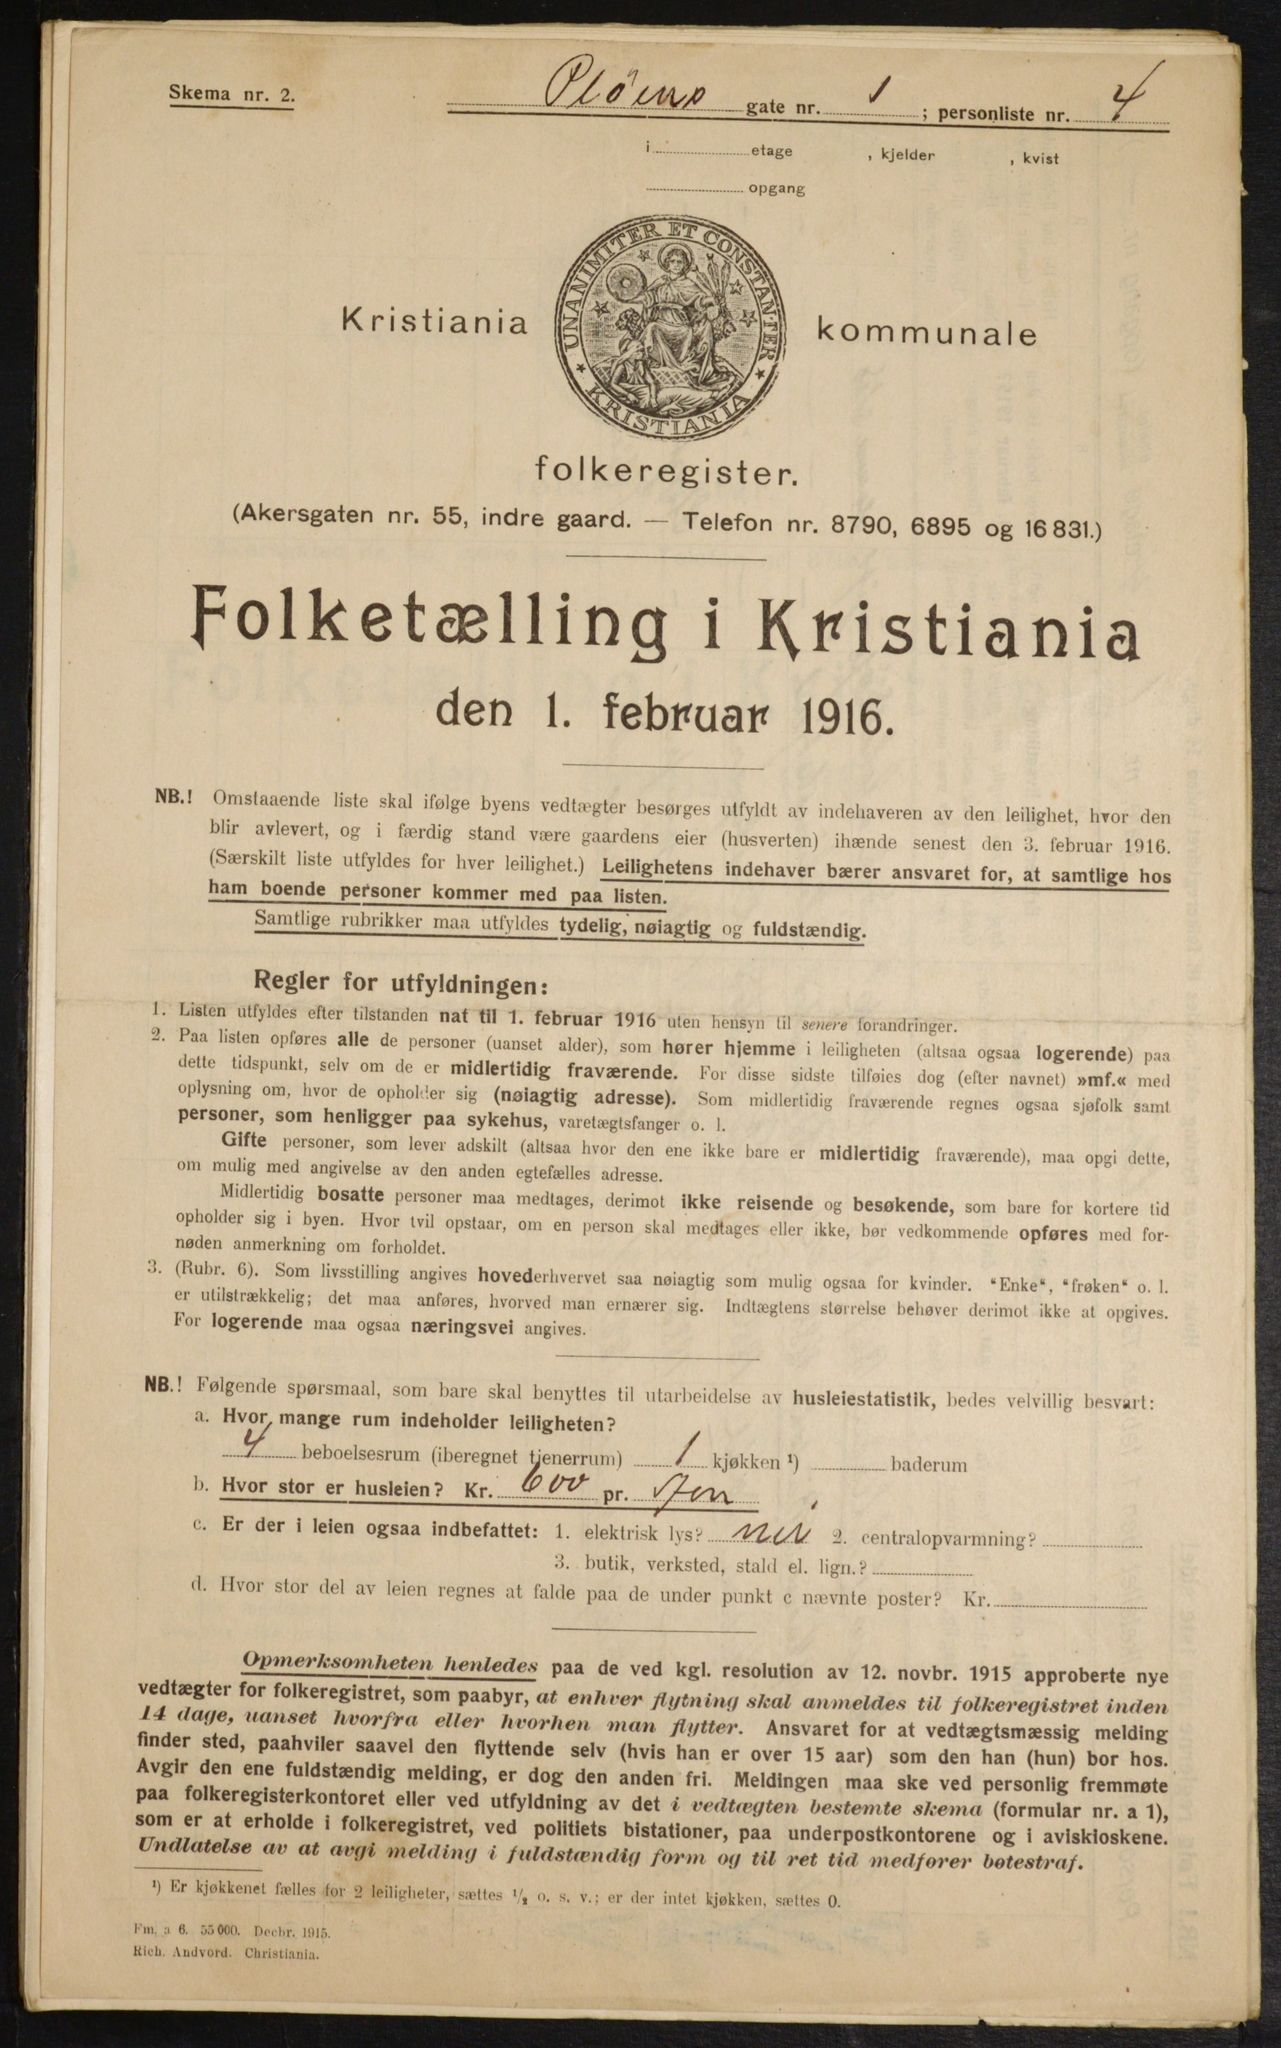 Skema nr. 2.
Plöens gate nr. 1 ; personliste nr. 4
i etage , kjelder , kvist
opgang
UNANIMITER ET CONSTANTER
KRISTIANIA
Kristiania kommunale
folkeregister.
(Akersgaten nr. 55, indre gaard. — Telefon nr. 8790, 6895 og 16 831.)
Folketælling i Kristiania
den 1. februar 1916.
NB.! Omstaaende liste skal ifølge byens vedtægter besørges utfyldt av indehaveren av den leilighet, hvor den
blir avlevert, og i færdig stand være gaardens eier (husverten) ihænde senest den 3. februar 1916.
(Særskilt liste utfyldes for hver leilighet.) Leilighetens indehaver bærer ansvaret for, at samtlige hos
ham boende personer kommer med paa listen.
Samtlige rubrikker maa utfyldes tydelig, nøiagtig og fuldstændig.
Regler for utfyldningen:
1. Listen utfyldes efter tilstanden nat til 1. februar 1916 uten hensyn til senere forandringer.
2. Paa listen opføres alle de personer (uanset alder), som hører hjemme i leiligheten (altsaa ogsaa logerende) paa
dette tidspunkt, selv om de er midlertidig fraværende. For disse sidste tilføies dog (efter navnet) »mf.« med
oplysning om, hvor de opholder sig (nøiagtig adresse). Som midlertidig fraværende regnes ogsaa sjøfolk samt
personer, som henligger paa sykehus, varetægtsfanger o. l.
Gifte personer, som lever adskilt (altsaa hvor den ene ikke bare er midlertidig fraværende), maa opgi dette,
om mulig med angivelse av den anden egtefælles adresse.
Midlertidig bosatte personer maa medtages, derimot ikke reisende og besøkende, som bare for kortere tid
opholder sig i byen. Hvor tvil opstaar, om en person skal medtages eller ikke, bør vedkommende opføres med for-
nøden anmerkning om forholdet.
3. (Rubr. 6). Som livsstilling angives hovederhvervet saa nøiagtig som mulig ogsaa for kvinder. “Enke“, “frøken“ o. l.
er utilstrækkelig; det maa anføres, hvorved man ernærer sig. Indtægtens størrelse behøver derimot ikke at opgives.
For logerende maa ogsaa næringsvei angives.
NB.! Følgende spørsmaal, som bare skal benyttes til utarbeidelse av husleiestatistik, bedes velvillig besvart:
a. Hvor mange rum indeholder leiligheten?
4 beboelsesrum (iberegnet tjenerrum) 1 kjøkken ¹) baderum
b. Hvor stor er husleien? Kr. 600 pr.
c. Er der i leien ogsaa indbefattet: 1. elektrisk lys? nei 2. centralopvarmning?
3. butik, verksted, stald el. lign.?
d. Hvor stor del av leien regnes at falde paa de under punkt c nævnte poster? Kr.
Opmerksomheten henledes paa de ved kgl. resolution av 12. novbr. 1915 approberte nye
vedtægter for folkeregistret, som paabyr, at enhver flytning skal anmeldes til folkeregistret inden
14 dage, uanset hvorfra eller hvorhen man flytter. Ansvaret for at vedtægtsmæssig melding
finder sted, paahviler saavel den flyttende selv (hvis han er over 15 aar) som den han (hun) bor hos.
Avgir den ene fuldstændig melding, er dog den anden fri. Meldingen maa ske ved personlig fremmøte
paa folkeregisterkontoret eller ved utfyldning av det i vedtægten bestemte skema (formular nr. a 1),
som er at erholde i folkeregistret, ved politiets bistationer, paa underpostkontorene og i aviskioskene.
Undlatelse av at avgi melding i fuldstændig form og til ret tid medfører bøtestraf.
¹) Er kjøkkenet fælles for 2 leiligheter, sættes ¹/₂ o. s. v.; er der intet kjøkken, sættes 0.
Fm. a 6. 55 000. Decbr. 1915.
Rich. Andvord. Christiania.